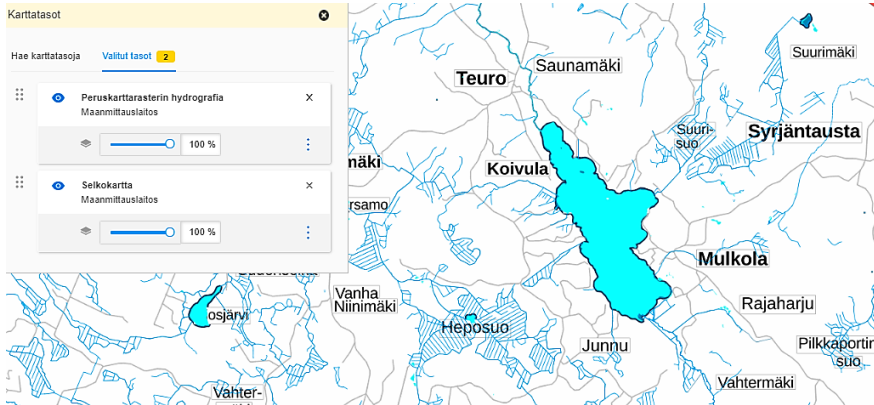 Karttatasot
Hae karttatasoja
Valitut tasot 2
Peruskarttarasterin hydrografia
Maanmittauslaitos
100 %
Selkokartta
Maanmittauslaitos
100 %
Suurimäki
Saunamäki
Teuro
Suuri-
suo
Syrjäntausta
mäki
Koivula
rsamo
Mulkola
Vanha
Niinimäki
osjärvi
Rajaharju
Heposuo
Junnu
Pilkkaportin
suo
Vahtermäki
Vahter-